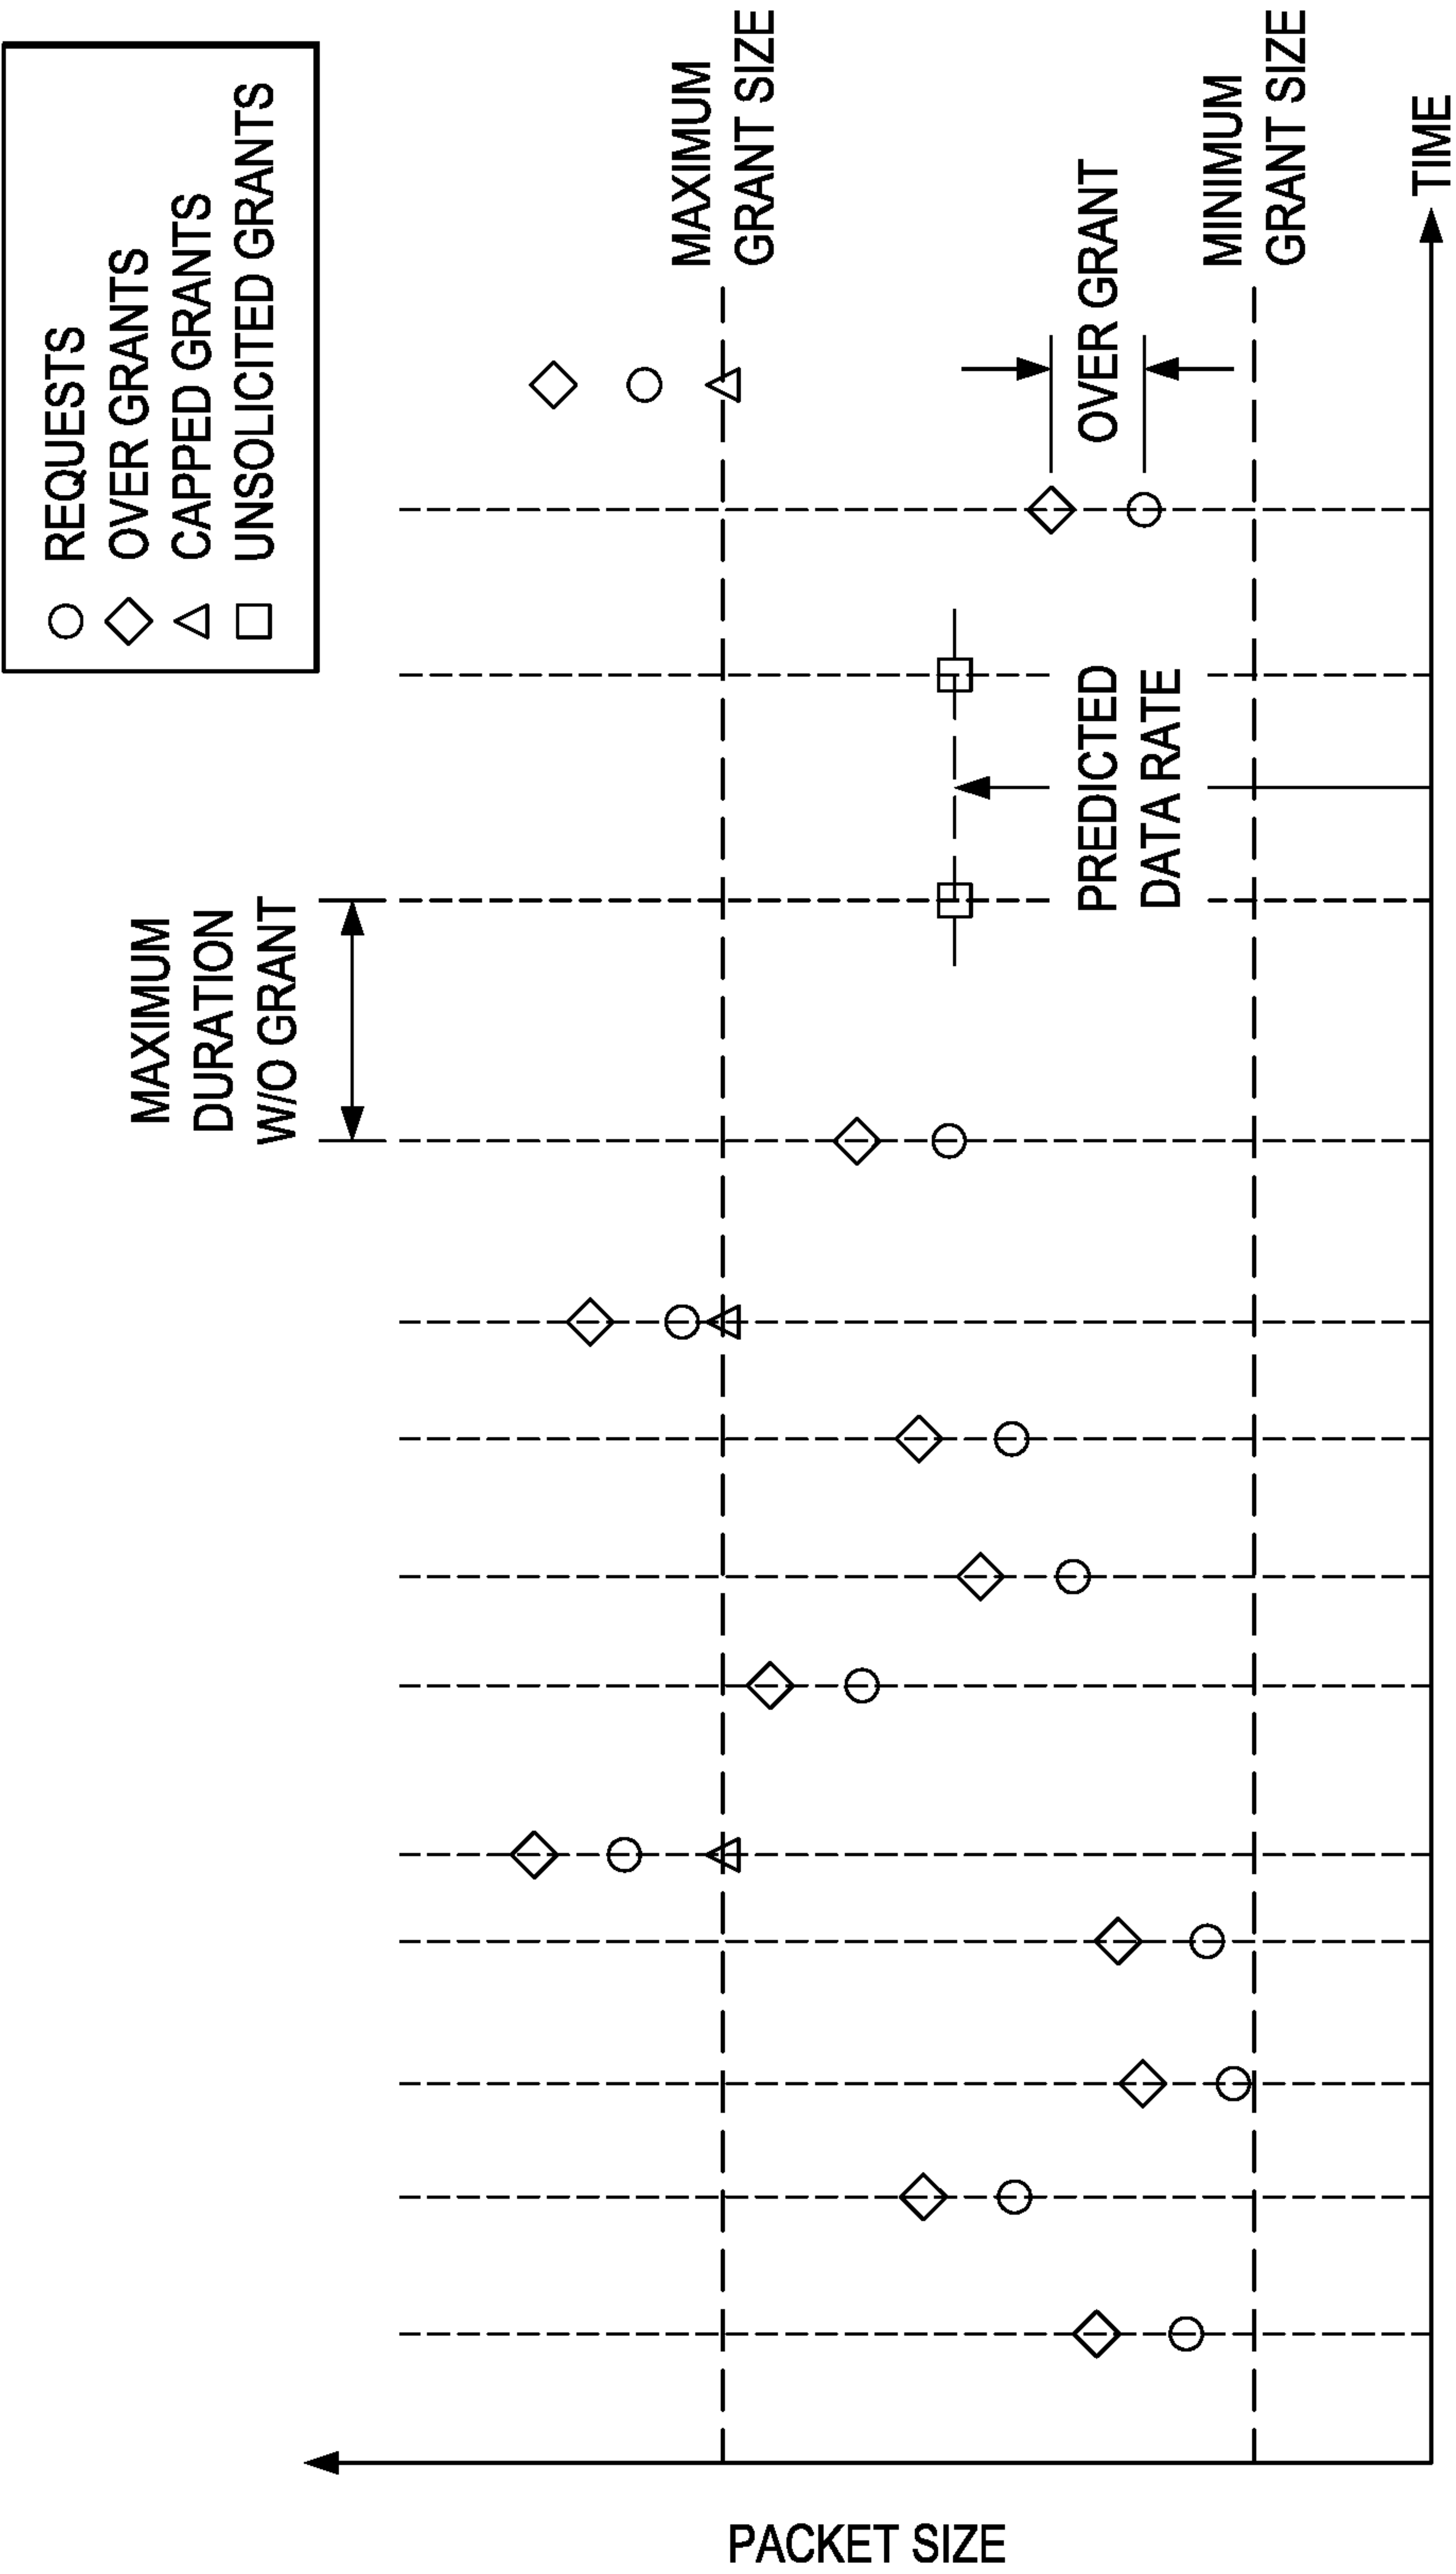 REQUESTS
OVER GRANTS
CAPPED GRANTS
UNSOLICITED GRANTS
MAXIMUM
DURATION
W/O GRANT
MAXIMUM
GRANT SIZE
OVER GRANT
PREDICTED
DATA RATE
MINIMUM
GRANT SIZE
TIME
PACKET SIZE